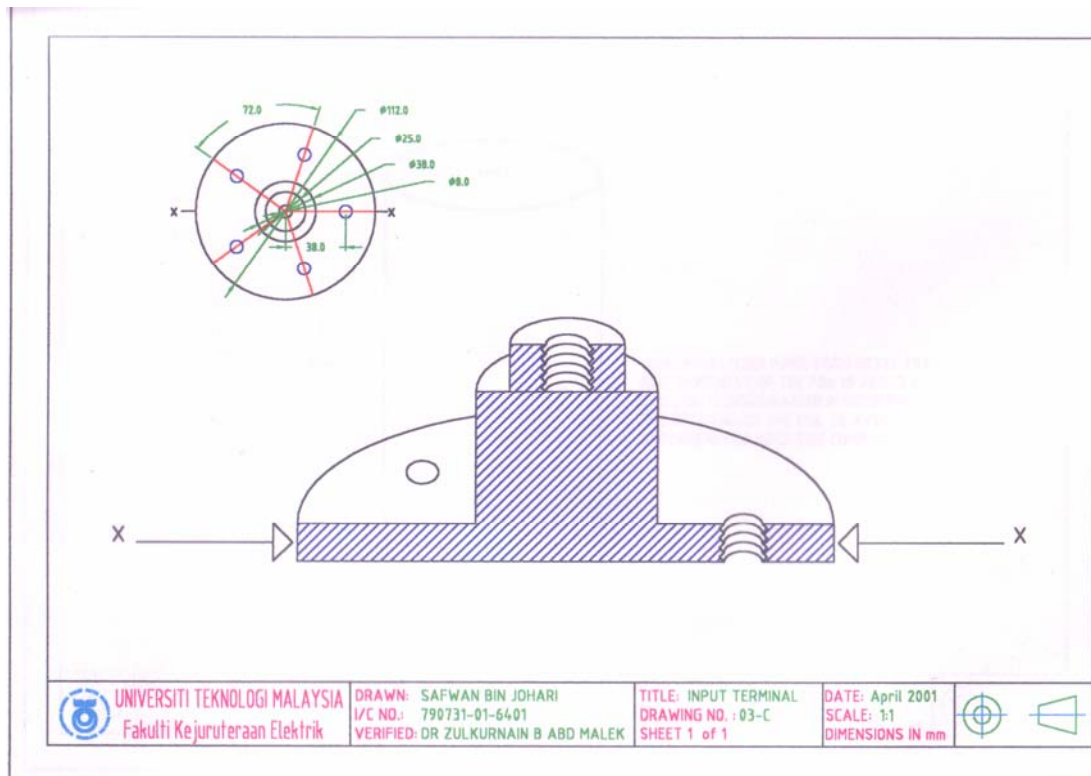 72.0
ø112.0
ø25.0
ø38.0
ø8.0
X
X
38.0
X
X
UNIVERSITI TEKNOLOGI MALAYSIA
Fakulti Kejuruteraan Elektrik
DRAWN: SAFWAN BIN JOHARI
I/C NO.: 790731-01-6401
VERIFIED: DR ZULKURNAIN B ABD MALEK
TITLE: INPUT TERMINAL
DRAWING NO. : 03-C
SHEET 1 of 1
DATE: April 2001
SCALE: 1:1
DIMENSIONS IN mm